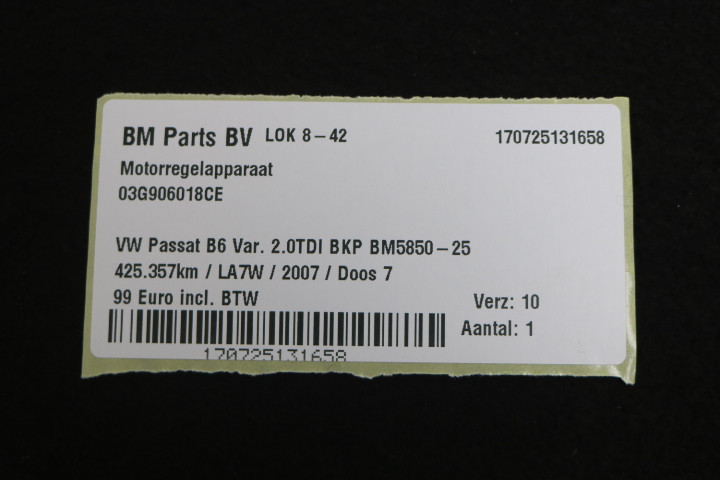 BM Parts BV LOK 8-42 170725131658
Motorregelapparaat
03G906018CE
VW Passat B6 Var. 2.0TDI BKP BM5850-25
425.357km / LA7W / 2007 / Doos 7
99 Euro incl. BTW Verz: 10
Aantal: 1
170725131658